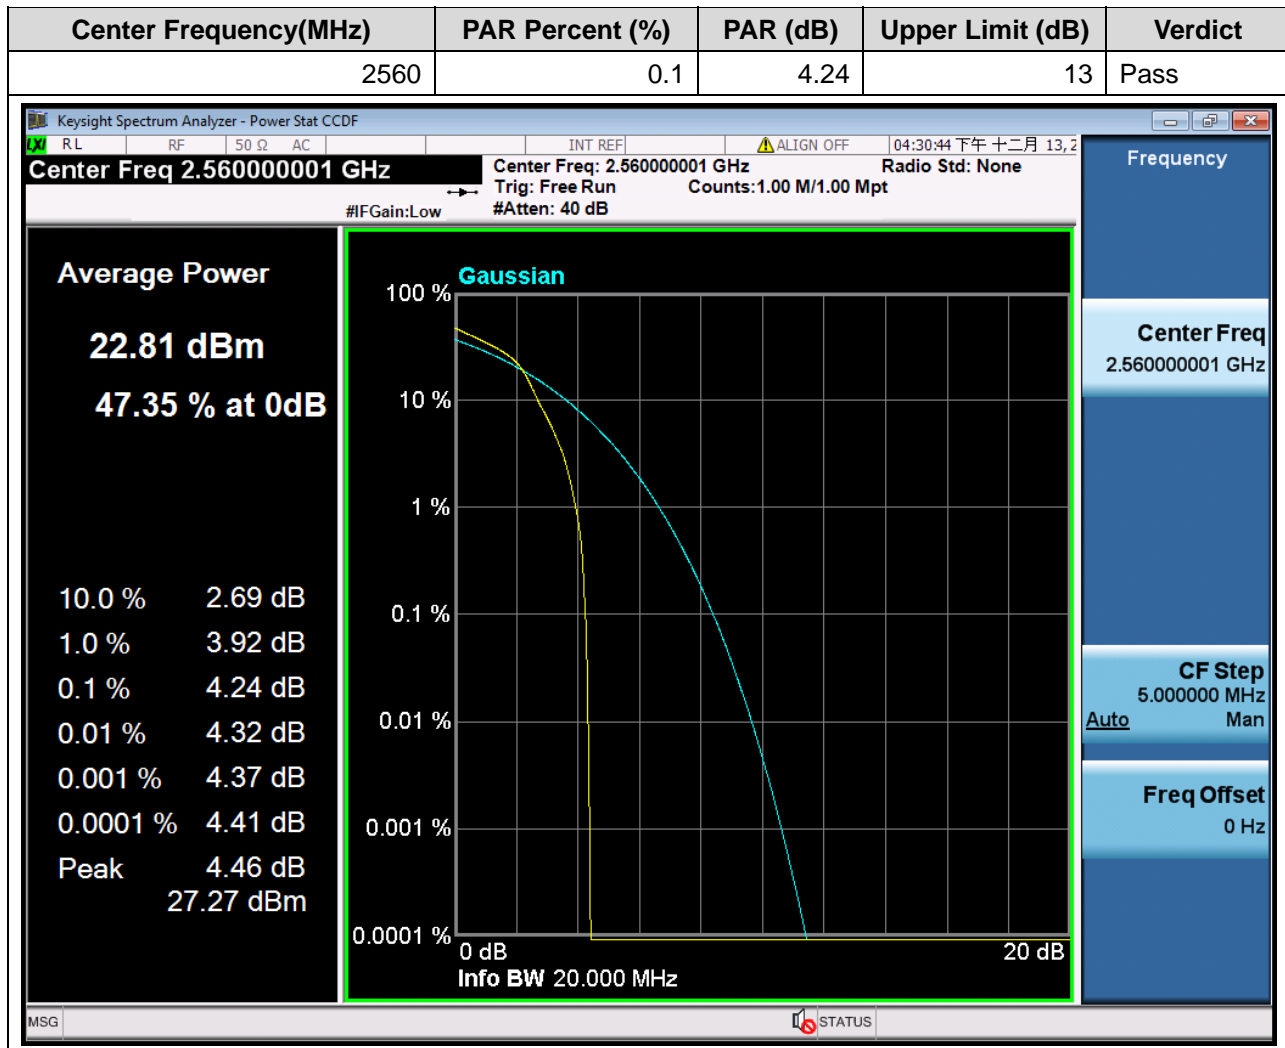 Center Frequency(MHz) PAR Percent (%) PAR (dB) Upper Limit (dB) Verdict
2560 0.1 4.24 13 Pass
Keysight Spectrum Analyzer - Power Stat CCDF
LXI RL RF 50 Ω AC INT REF ALIGN OFF 04:30:44 下午 十二月 13, 2
Center Freq 2.560000001 GHz
Center Freq: 2.560000001 GHz Radio Std: None
Trig: Free Run Counts:1.00 M/1.00 Mpt
#IFGain:Low #Atten: 40 dB
Average Power
22.81 dBm
47.35 % at 0dB
10.0 % 2.69 dB
1.0 % 3.92 dB
0.1 % 4.24 dB
0.01 % 4.32 dB
0.001 % 4.37 dB
0.0001 % 4.41 dB
Peak 4.46 dB
27.27 dBm
Gaussian
100 %
10 %
1 %
0.1 %
0.01 %
0.001 %
0.0001 %
0 dB 20 dB
Info BW 20.000 MHz
Frequency
Center Freq
2.560000001 GHz
CF Step
5.000000 MHz
Auto Man
Freq Offset
0 Hz
MSG STATUS